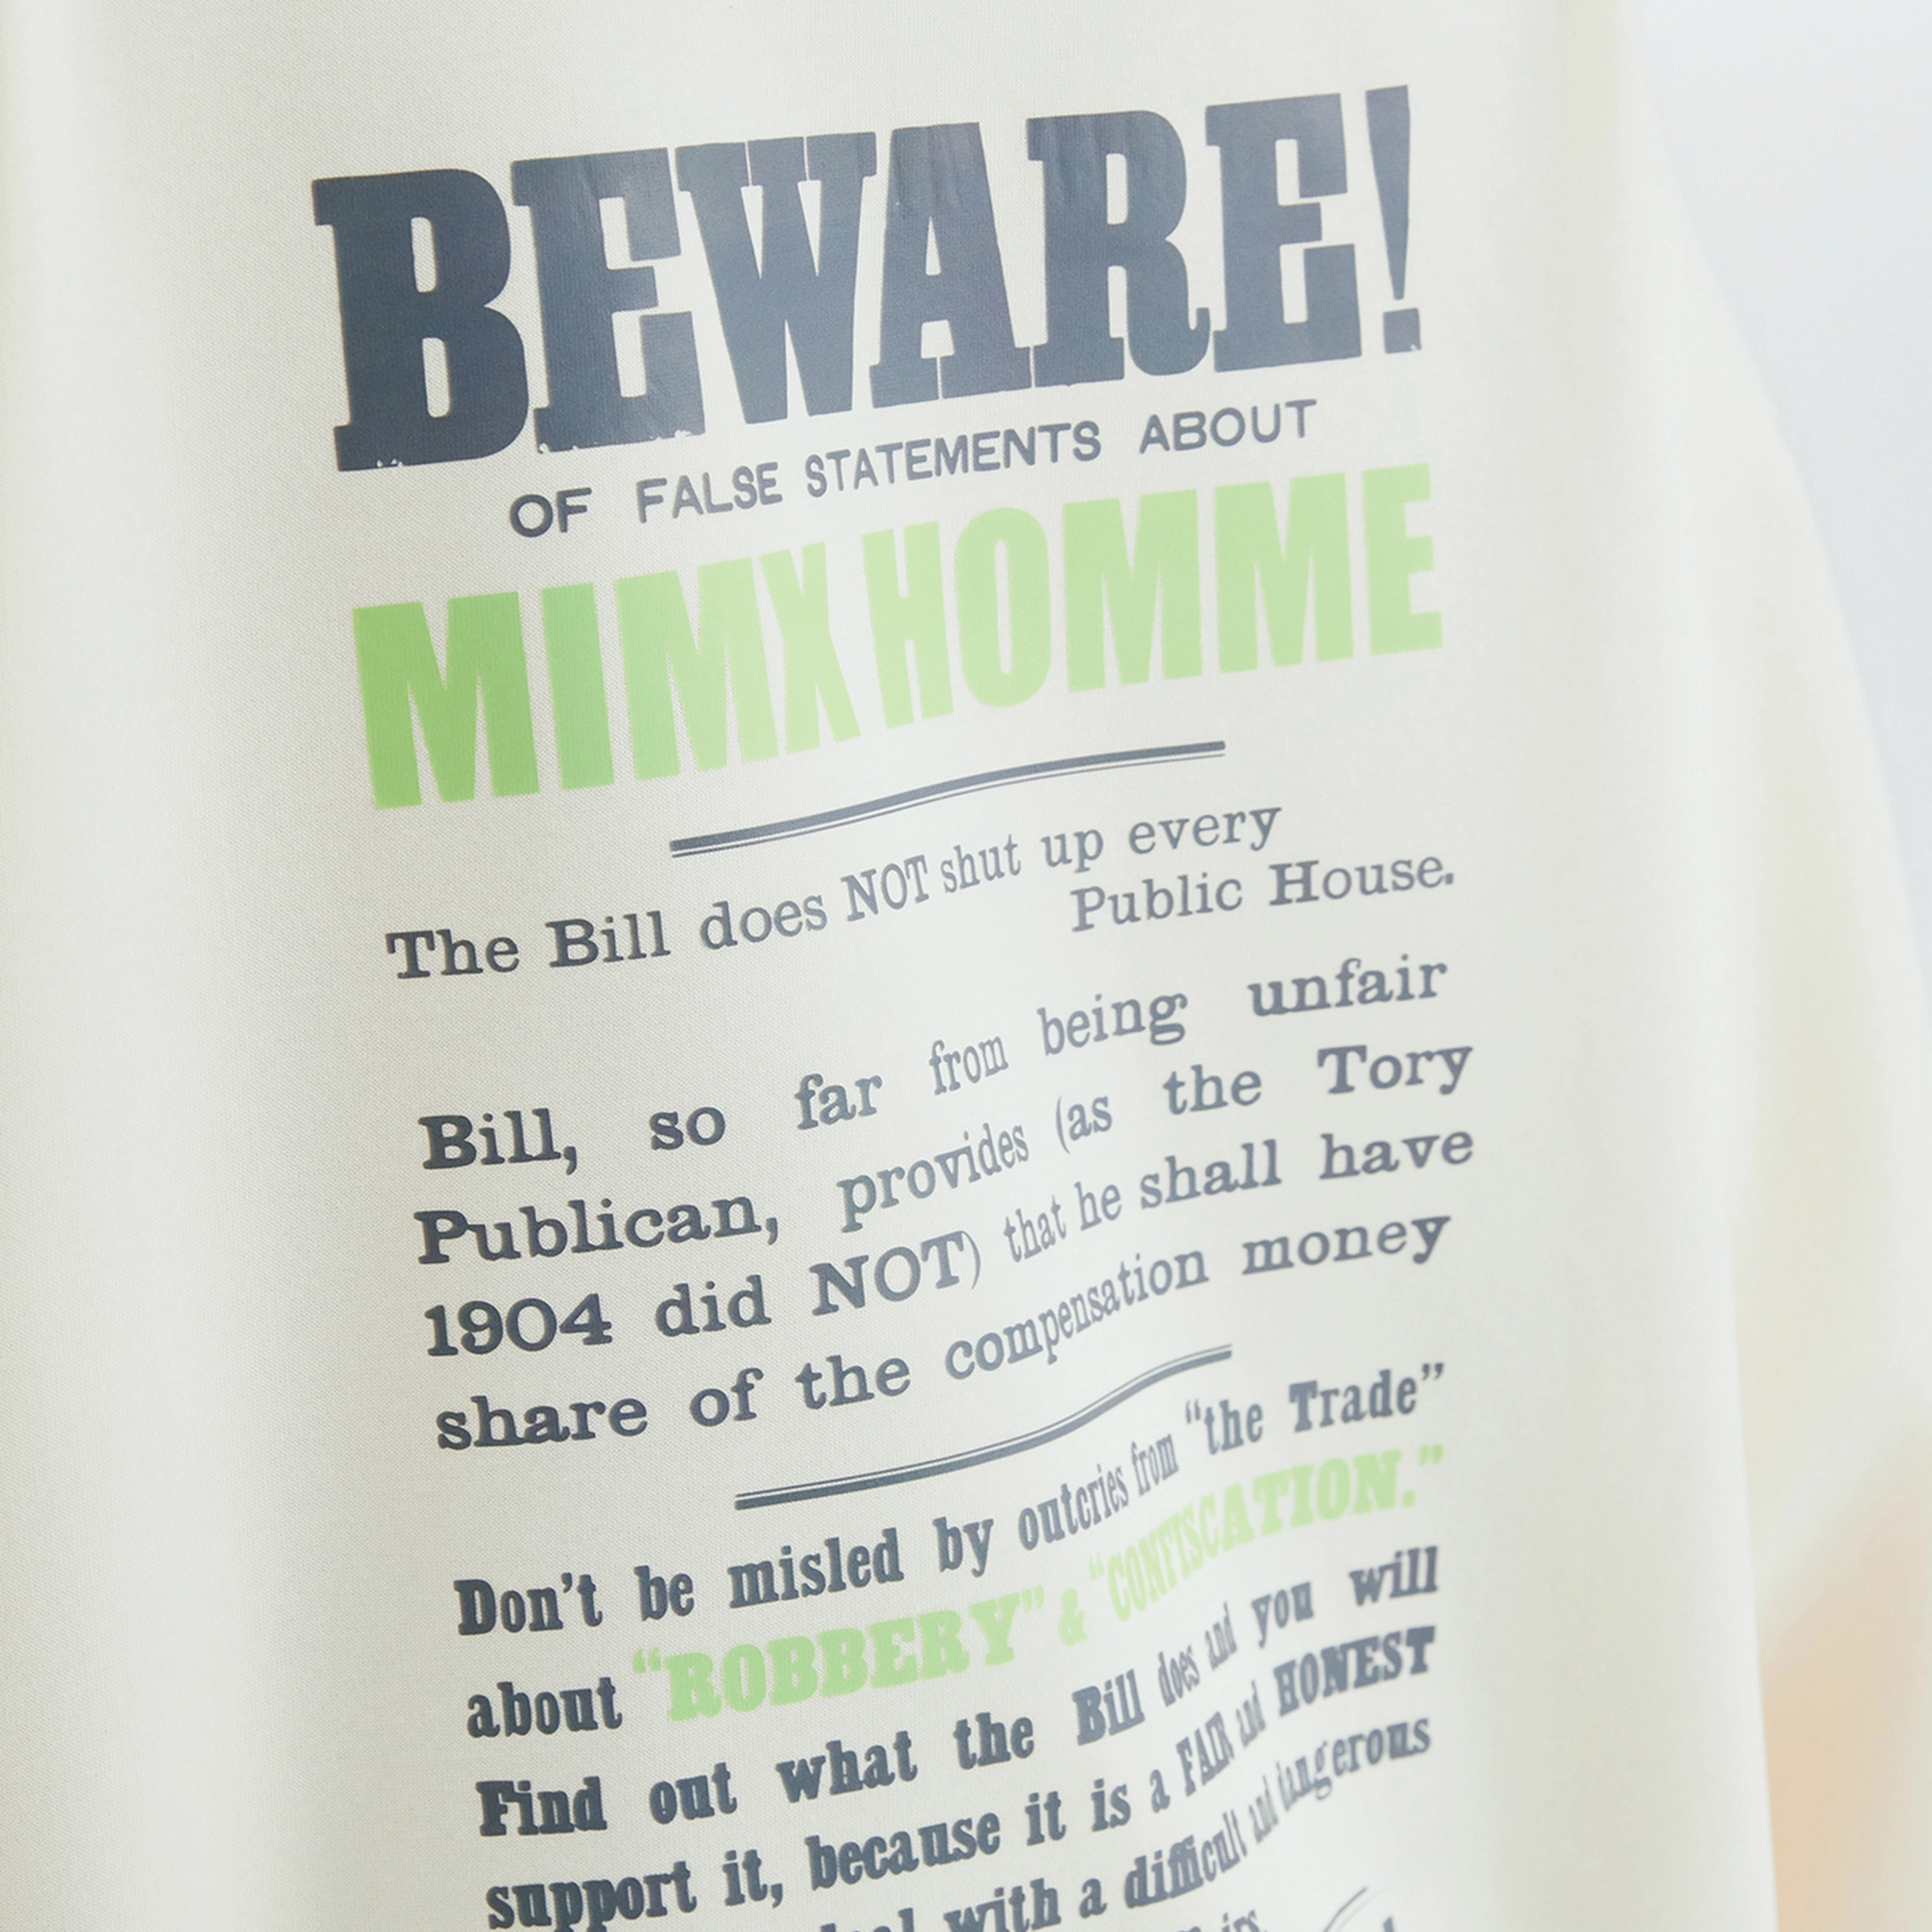 BEWARE!
OF FALSE STATEMENTS ABOUT
MIMX HOMME
The Bill does NOT shut up every
Public House.
Bill, so far from being unfair
Publican, provides (as the Tory
1904 did NOT) that he shall have
share of the compensation money
Don't be misled by outcries from “the Trade”
about “ROBBERY” & “CONFISCATION.”
Find out what the Bill does and you will
support it, because it is a FAIR and HONEST
with a difficult and dangerous